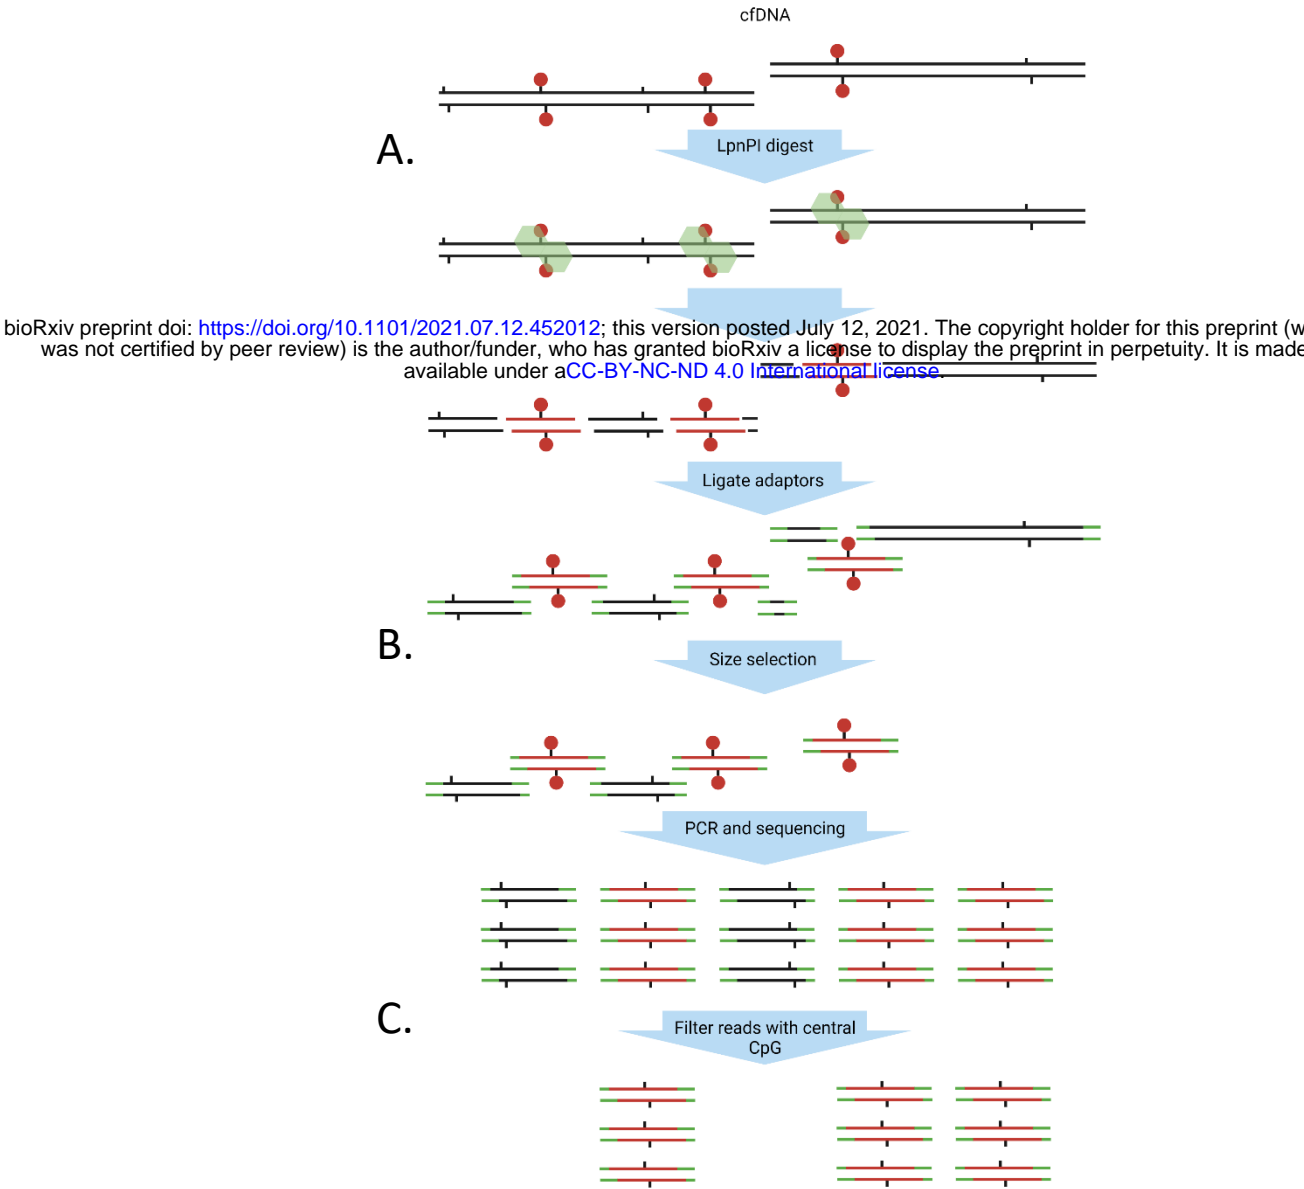 cfDNA
A.
LpnPI digest
bioRxiv preprint doi: https://doi.org/10.1101/2021.07.12.452012; this version posted July 12, 2021. The copyright holder for this preprint (w
was not certified by peer review) is the author/funder, who has granted bioRxiv a license to display the preprint in perpetuity. It is made
available under aCC-BY-NC-ND 4.0 International license.
Ligate adaptors
B.
Size selection
PCR and sequencing
C.
Filter reads with central
CpG